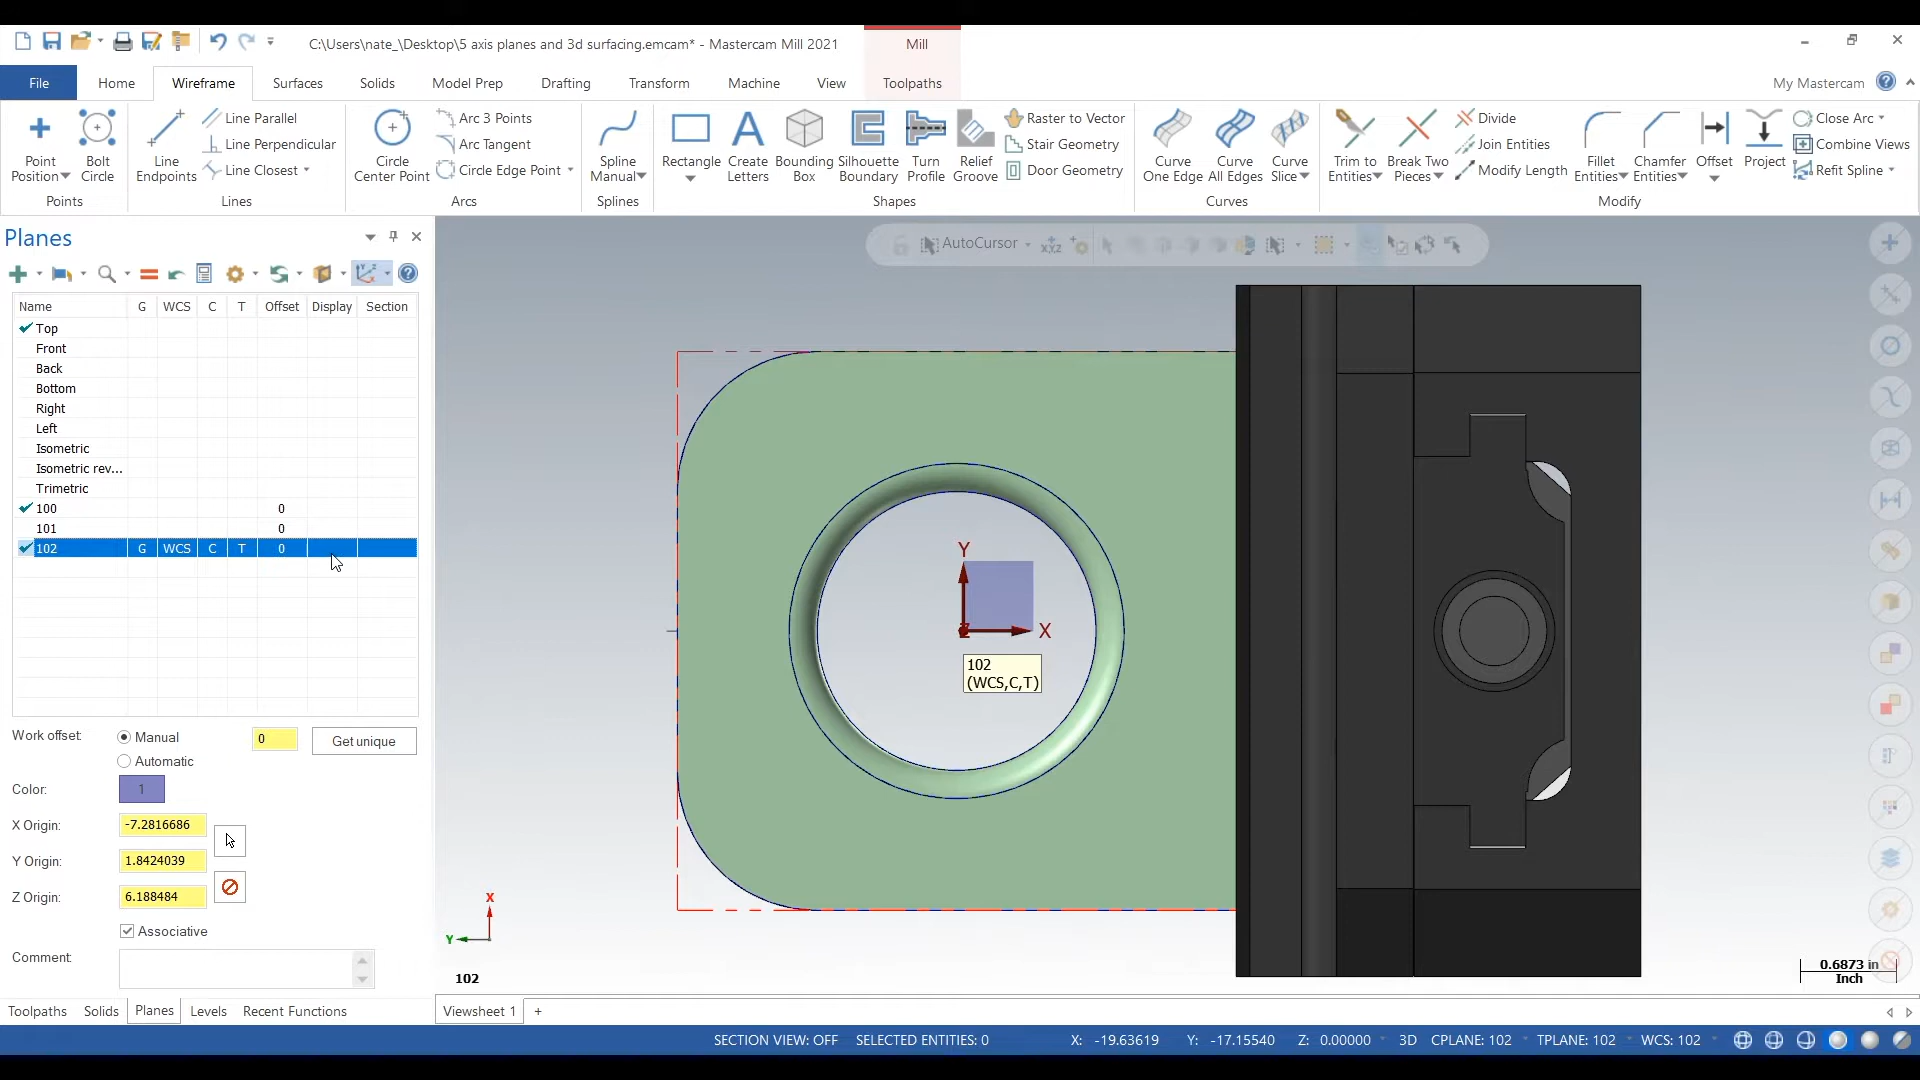 C:\Users\nate_\Desktop\5 axis planes and 3d surfacing.emcam* - Mastercam Mill 2021
Mill
File
Home
Wireframe
Surfaces
Solids
Model Prep
Drafting
Transform
Machine
View
Toolpaths
My Mastercam
Point Position
Bolt Circle
Points
Line Endpoints
Line Parallel
Line Perpendicular
Line Closest
Lines
Circle Center Point
Arc 3 Points
Arc Tangent
Circle Edge Point
Arcs
Spline Manual
Splines
Rectangle
Create Letters
Bounding Box
Silhouette Boundary
Turn Profile
Relief Groove
Raster to Vector
Stair Geometry
Door Geometry
Shapes
Curve One Edge
Curve All Edges
Curve Slice
Curves
Trim to Entities
Break Two Pieces
Divide
Join Entities
Modify Length
Fillet Entities
Chamfer Entities
Offset
Project
Close Arc
Combine Views
Refit Spline
Modify
Planes
Name G WCS C T Offset Display Section
Top
Front
Back
Bottom
Right
Left
Isometric
Isometric rev...
Trimetric
100 0
101 0
102 G WCS C T 0
Work offset: Manual 0 Get unique
Automatic
Color: 1
X Origin: -7.2816686
Y Origin: 1.8424039
Z Origin: 6.188484
Associative
Comment:
Toolpaths Solids Planes Levels Recent Functions
AutoCursor
Y
X
Z
102
(WCS,C,T)
X
Y
102
0.6873 in
Inch
Viewsheet 1 +
SECTION VIEW: OFF SELECTED ENTITIES: 0 X: -19.63619 Y: -17.15540 Z: 0.00000 3D CPLANE: 102 TPLANE: 102 WCS: 102